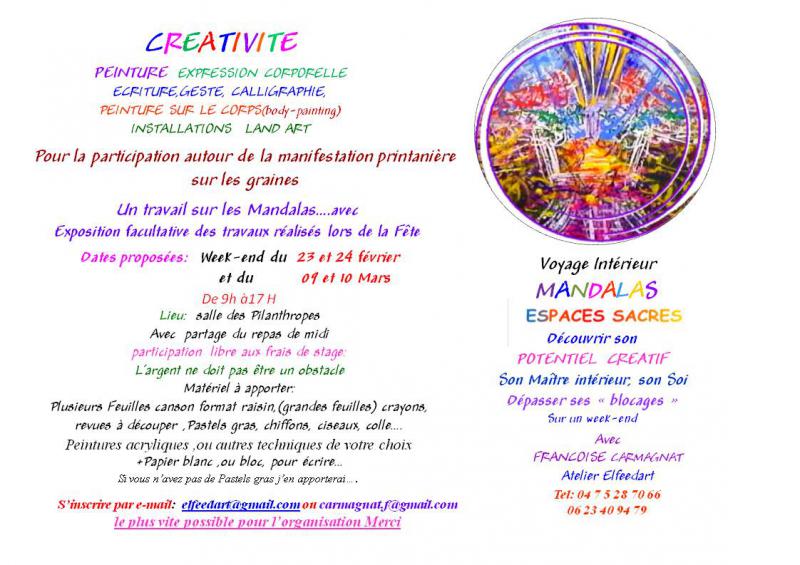 CREATIVITE
PEINTURE EXPRESSION CORPORELLE
ECRITURE,GESTE, CALLIGRAPHIE,
PEINTURE SUR LE CORPS(body-painting)
INSTALLATIONS LAND ART
Pour la participation autour de la manifestation printanière
sur les graines
Un travail sur les Mandalas....avec
Exposition facultative des travaux réalisés lors de la Fête
Dates proposées: Week-end du 23 et 24 février
et du 09 et 10 Mars
De 9h à17 H
Lieu: salle des Pilanthropes
Avec partage du repas de midi
participation libre aux frais de stage:
L'argent ne doit pas être un obstacle
Matériel à apporter:
Plusieurs Feuilles canson format raisin,(grandes feuilles) crayons,
revues à découper ,Pastels gras, chiffons, ciseaux, colle....
Peintures acryliques ,ou autres techniques de votre choix
+Papier blanc ,ou bloc, pour écrire...
Si vous n'avez pas de Pastels gras j'en apporterai....
S'inscrire par e-mail: elfeedart@gmail.com ou carmagnat.f@gmail.com
le plus vite possible pour l'organisation Merci
Voyage Intérieur
MANDALAS
ESPACES SACRES
Découvrir son
POTENTIEL CREATIF
Son Maître intérieur, son Soi
Dépasser ses « blocages »
Sur un week-end
Avec
FRANCOISE CARMAGNAT
Atelier Elfeedart
Tel: 04 7 5 28 70 66
06 23 40 94 79